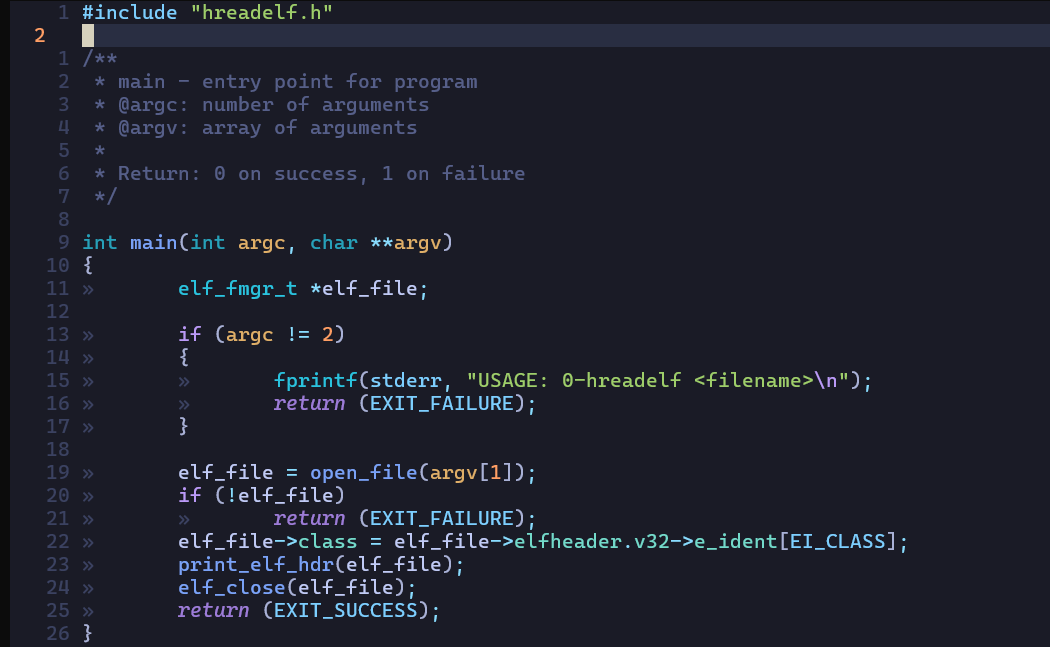 1 #include "hreadelf.h"
2
1 /**
2  * main - entry point for program
3  * @argc: number of arguments
4  * @argv: array of arguments
5  *
6  * Return: 0 on success, 1 on failure
7  */
8
9 int main(int argc, char **argv)
10 {
11 »       elf_fmgr_t *elf_file;
12
13 »       if (argc != 2)
14 »       {
15 »       »       fprintf(stderr, "USAGE: 0-hreadelf <filename>\n");
16 »       »       return (EXIT_FAILURE);
17 »       }
18
19 »       elf_file = open_file(argv[1]);
20 »       if (!elf_file)
21 »       »       return (EXIT_FAILURE);
22 »       elf_file->class = elf_file->elfheader.v32->e_ident[EI_CLASS];
23 »       print_elf_hdr(elf_file);
24 »       elf_close(elf_file);
25 »       return (EXIT_SUCCESS);
26 }